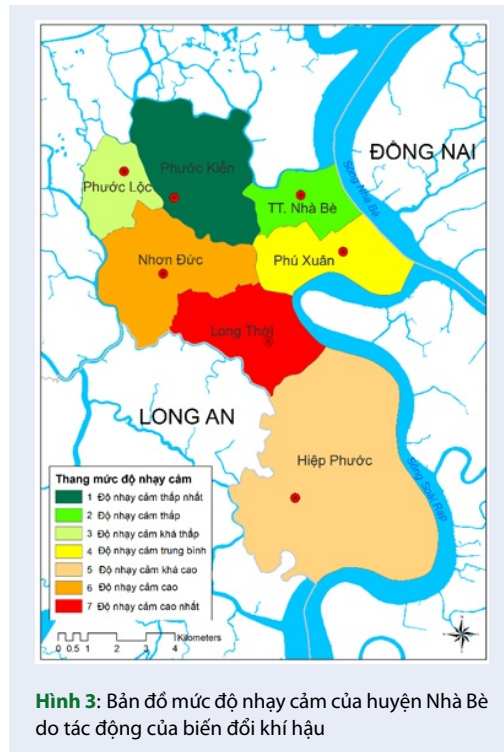 ĐỒNG NAI
Phước Kiển
Phước Lộc
Sông Nhà Bè
TT. Nhà Bè
Nhơn Đức
Phú Xuân
Long Thới
LONG AN
Hiệp Phước
Sông Soài Rạp
Thang mức độ nhạy cảm
1 Độ nhạy cảm thấp nhất
2 Độ nhạy cảm thấp
3 Độ nhạy cảm khá thấp
4 Độ nhạy cảm trung bình
5 Độ nhạy cảm khá cao
6 Độ nhạy cảm cao
7 Độ nhạy cảm cao nhất
Kilometers
0 0.5 1 2 3 4
Hình 3: Bản đồ mức độ nhạy cảm của huyện Nhà Bè
do tác động của biến đổi khí hậu